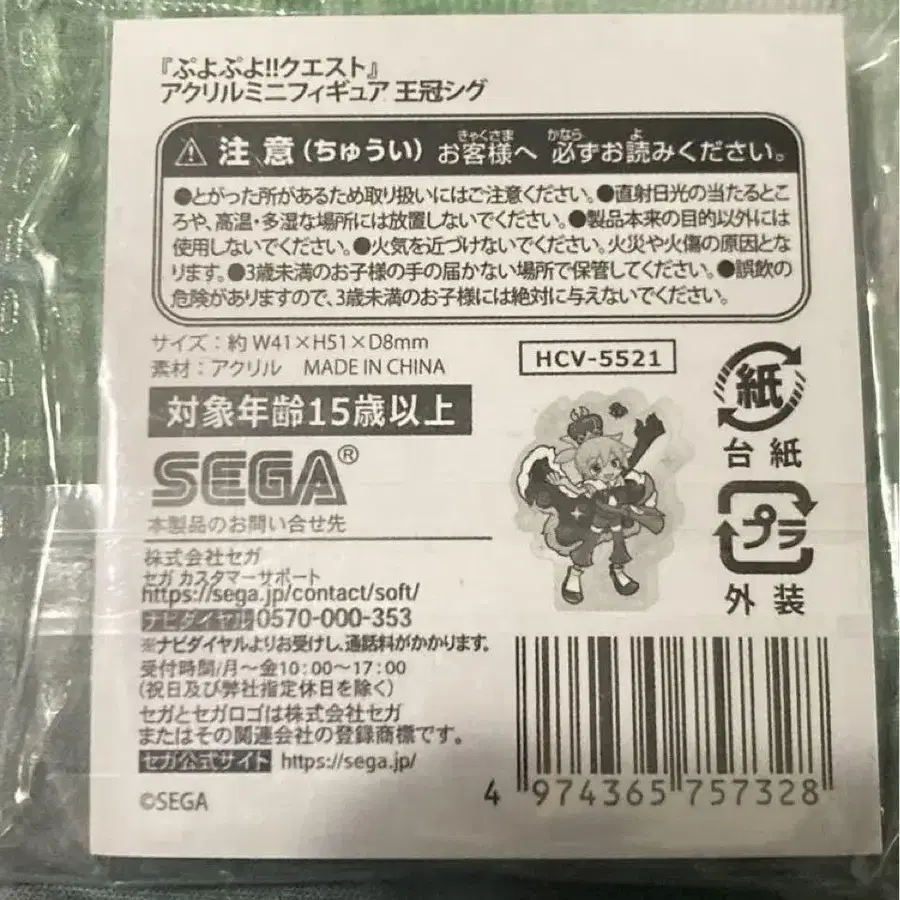 『ぷよぷよ!!クエスト』
アクリルミニフィギュア 王冠シグ
注意(ちゅうい) お客様へ 必ずお読みください。
きゃくさま かなら よ
●とがった所があるため取り扱いにはご注意ください。●直射日光の当たるとこ
ろや、高温・多湿な場所には放置しないでください。●製品本来の目的以外には
使用しないでください。●火気を近づけないでください。火災や火傷の原因とな
ります。●3歳未満のお子様の手の届かない場所で保管してください。●誤飲の
危険がありますので、3歳未満のお子様には絶対に与えないでください。
サイズ：約 W41×H51×D8mm
素材：アクリル MADE IN CHINA
HCV-5521
対象年齢15歳以上
紙
台紙
SEGA®
本製品のお問い合せ先
プラ
外装
株式会社セガ
セガ カスタマーサポート
https://sega.jp/contact/soft/
ナビダイヤル 0570-000-353
※ナビダイヤルよりお受けし、通話料がかかります。
受付時間/月～金10：00～17：00
(祝日及び弊社指定休日を除く)
セガとセガロゴは株式会社セガ
またはその関連会社の登録商標です。
セガ公式サイト https://sega.jp/
©SEGA
4 974365 757328